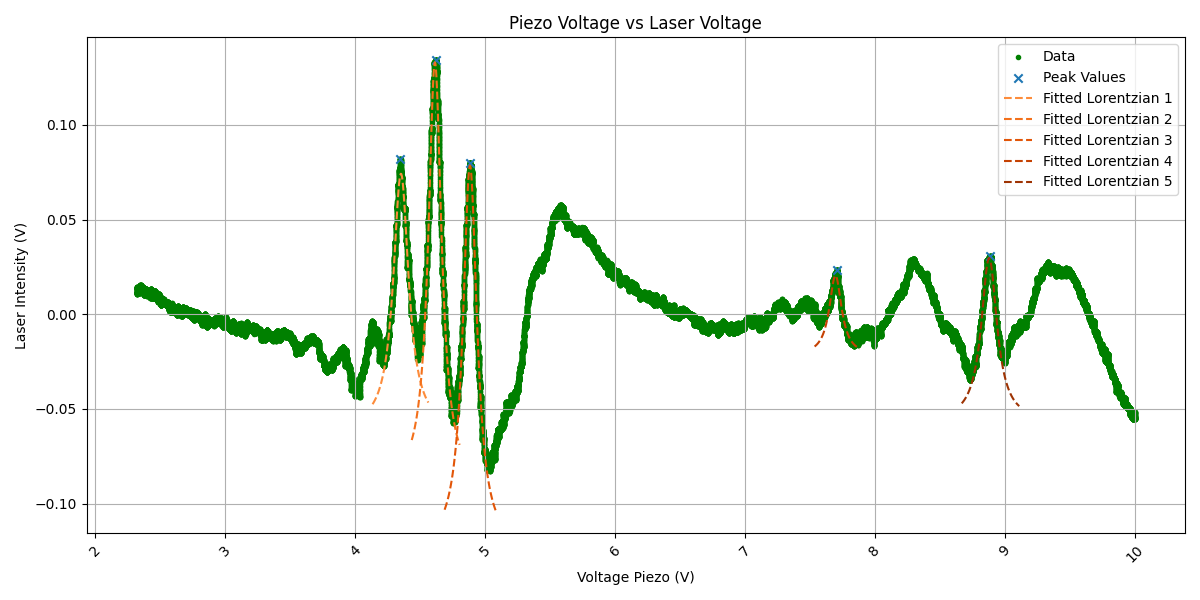 Piezo Voltage vs Laser Voltage
Laser Intensity (V)
0.10
0.05
0.00
−0.05
−0.10
2
3
4
5
6
7
8
9
10
Voltage Piezo (V)
Data
Peak Values
Fitted Lorentzian 1
Fitted Lorentzian 2
Fitted Lorentzian 3
Fitted Lorentzian 4
Fitted Lorentzian 5